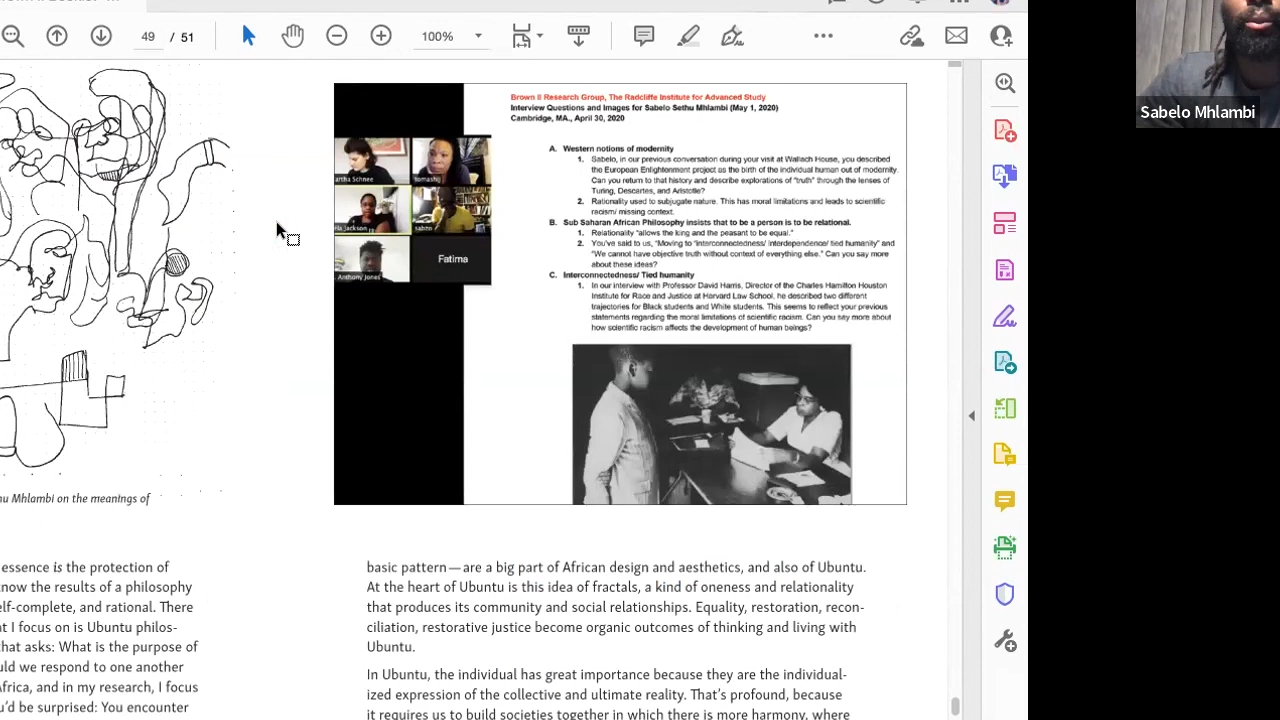 49 / 51
100%
Sabelo Mhlambi
Brown II Research Group, The Radcliffe Institute for Advanced Study
Interview Questions and Images for Sabelo Sethu Mhlambi (May 1, 2020)
Cambridge, MA., April 30, 2020
A. Western notions of modernity
1. Sabelo, in our previous conversation during your visit at Wallach House, you described
the European Enlightenment project as the birth of the individual human out of modernity.
Can you return to that history and describe explorations of "truth" through the lenses of
Turing, Descartes, and Aristotle?
2. Rationality used to subjugate nature. This has moral limitations and leads to scientific
racism/ missing context.
B. Sub Saharan African Philosophy insists that to be a person is to be relational.
1. Relationality "allows the king and the peasant to be equal."
2. You've said to us, "Moving to "interconnectedness/ interdependence/ tied humanity" and
"We cannot have objective truth without context of everything else." Can you say more
about these ideas?
C. Interconnectedness/ Tied humanity
1. In our interview with Professor David Harris, Director of the Charles Hamilton Houston
Institute for Race and Justice at Harvard Law School, he described two different
trajectories for Black students and White students. This seems to reflect your previous
statements regarding the moral limitations of scientific racism. Can you say more about
how scientific racism affects the development of human beings?
artha Schnee
tomashij
la Jackson
sabito
Anthony Jones
Fatima
hu Mhlambi on the meanings of
essence is the protection of
know the results of a philosophy
elf-complete, and rational. There
at I focus on is Ubuntu philos-
that asks: What is the purpose of
uld we respond to one another
Africa, and in my research, I focus
u'd be surprised: You encounter
basic pattern—are a big part of African design and aesthetics, and also of Ubuntu.
At the heart of Ubuntu is this idea of fractals, a kind of oneness and relationality
that produces its community and social relationships. Equality, restoration, recon-
ciliation, restorative justice become organic outcomes of thinking and living with
Ubuntu.
In Ubuntu, the individual has great importance because they are the individual-
ized expression of the collective and ultimate reality. That's profound, because
it requires us to build societies together in which there is more harmony, where